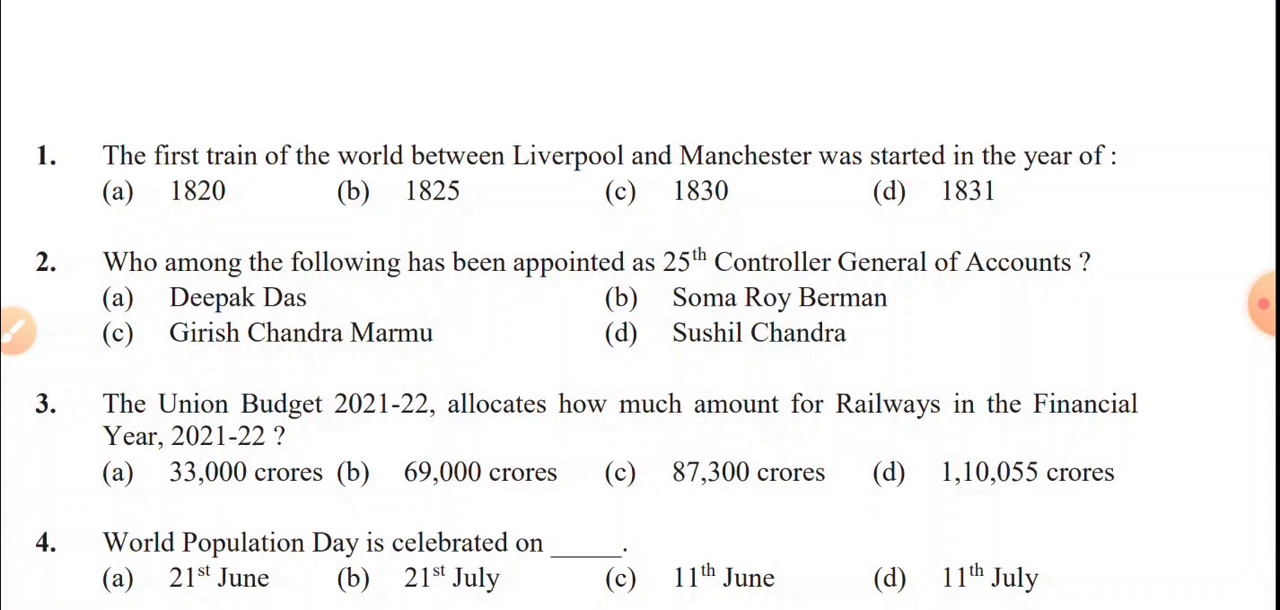 1. The first train of the world between Liverpool and Manchester was started in the year of :
(a) 1820 (b) 1825 (c) 1830 (d) 1831
2. Who among the following has been appointed as 25th Controller General of Accounts ?
(a) Deepak Das (b) Soma Roy Berman
(c) Girish Chandra Marmu (d) Sushil Chandra
3. The Union Budget 2021-22, allocates how much amount for Railways in the Financial
Year, 2021-22 ?
(a) 33,000 crores (b) 69,000 crores (c) 87,300 crores (d) 1,10,055 crores
4. World Population Day is celebrated on _____.
(a) 21st June (b) 21st July (c) 11th June (d) 11th July